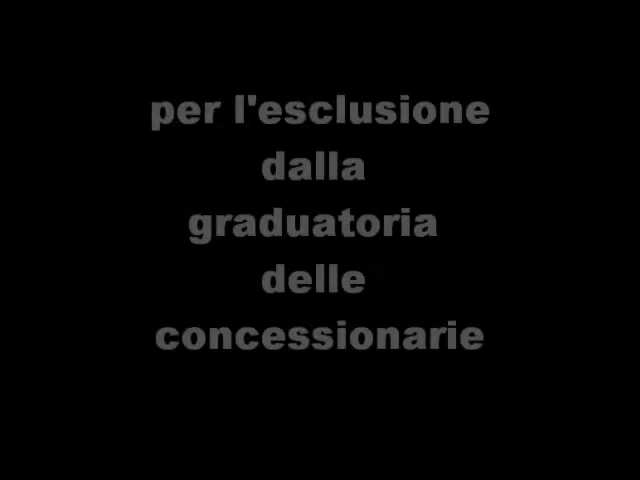 per l'esclusione
dalla
graduatoria
delle
concessionarie